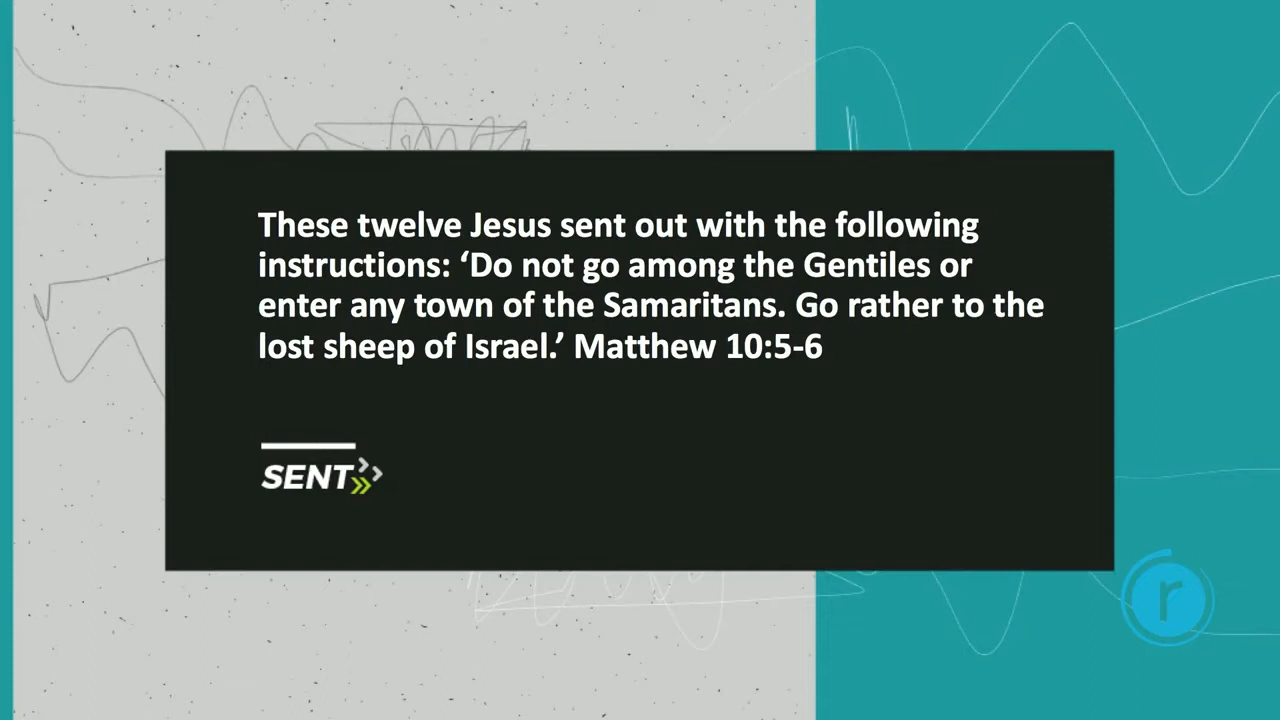 These twelve Jesus sent out with the following
instructions: ‘Do not go among the Gentiles or
enter any town of the Samaritans. Go rather to the
lost sheep of Israel.’ Matthew 10:5-6
SENT
r